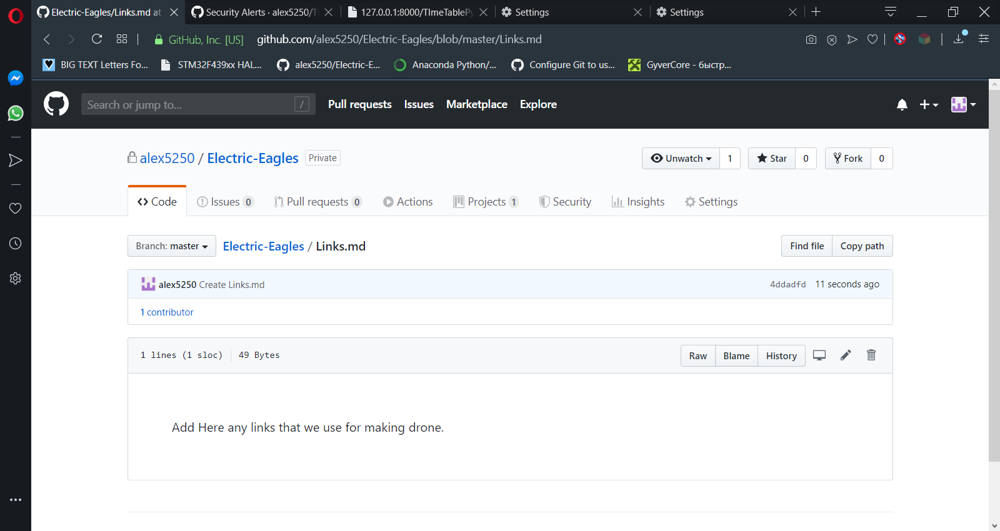 Electric-Eagles/Links.md at
Security Alerts · alex5250/TI
127.0.0.1:8000/TImeTablePy
Settings
Settings
GitHub, Inc. [US]
github.com/alex5250/Electric-Eagles/blob/master/Links.md
BIG TEXT Letters Fo...
STM32F439xx HAL...
alex5250/Electric-E...
Anaconda Python/...
Configure Git to us...
GyverCore - быстр...
Search or jump to...
/
Pull requests
Issues
Marketplace
Explore
alex5250 / Electric-Eagles
Private
Unwatch
1
Star
0
Fork
0
Code
Issues 0
Pull requests 0
Actions
Projects 1
Security
Insights
Settings
Branch: master
Electric-Eagles / Links.md
Find file
Copy path
alex5250 Create Links.md
4ddadfd
11 seconds ago
1 contributor
1 lines (1 sloc)
49 Bytes
Raw
Blame
History
Add Here any links that we use for making drone.